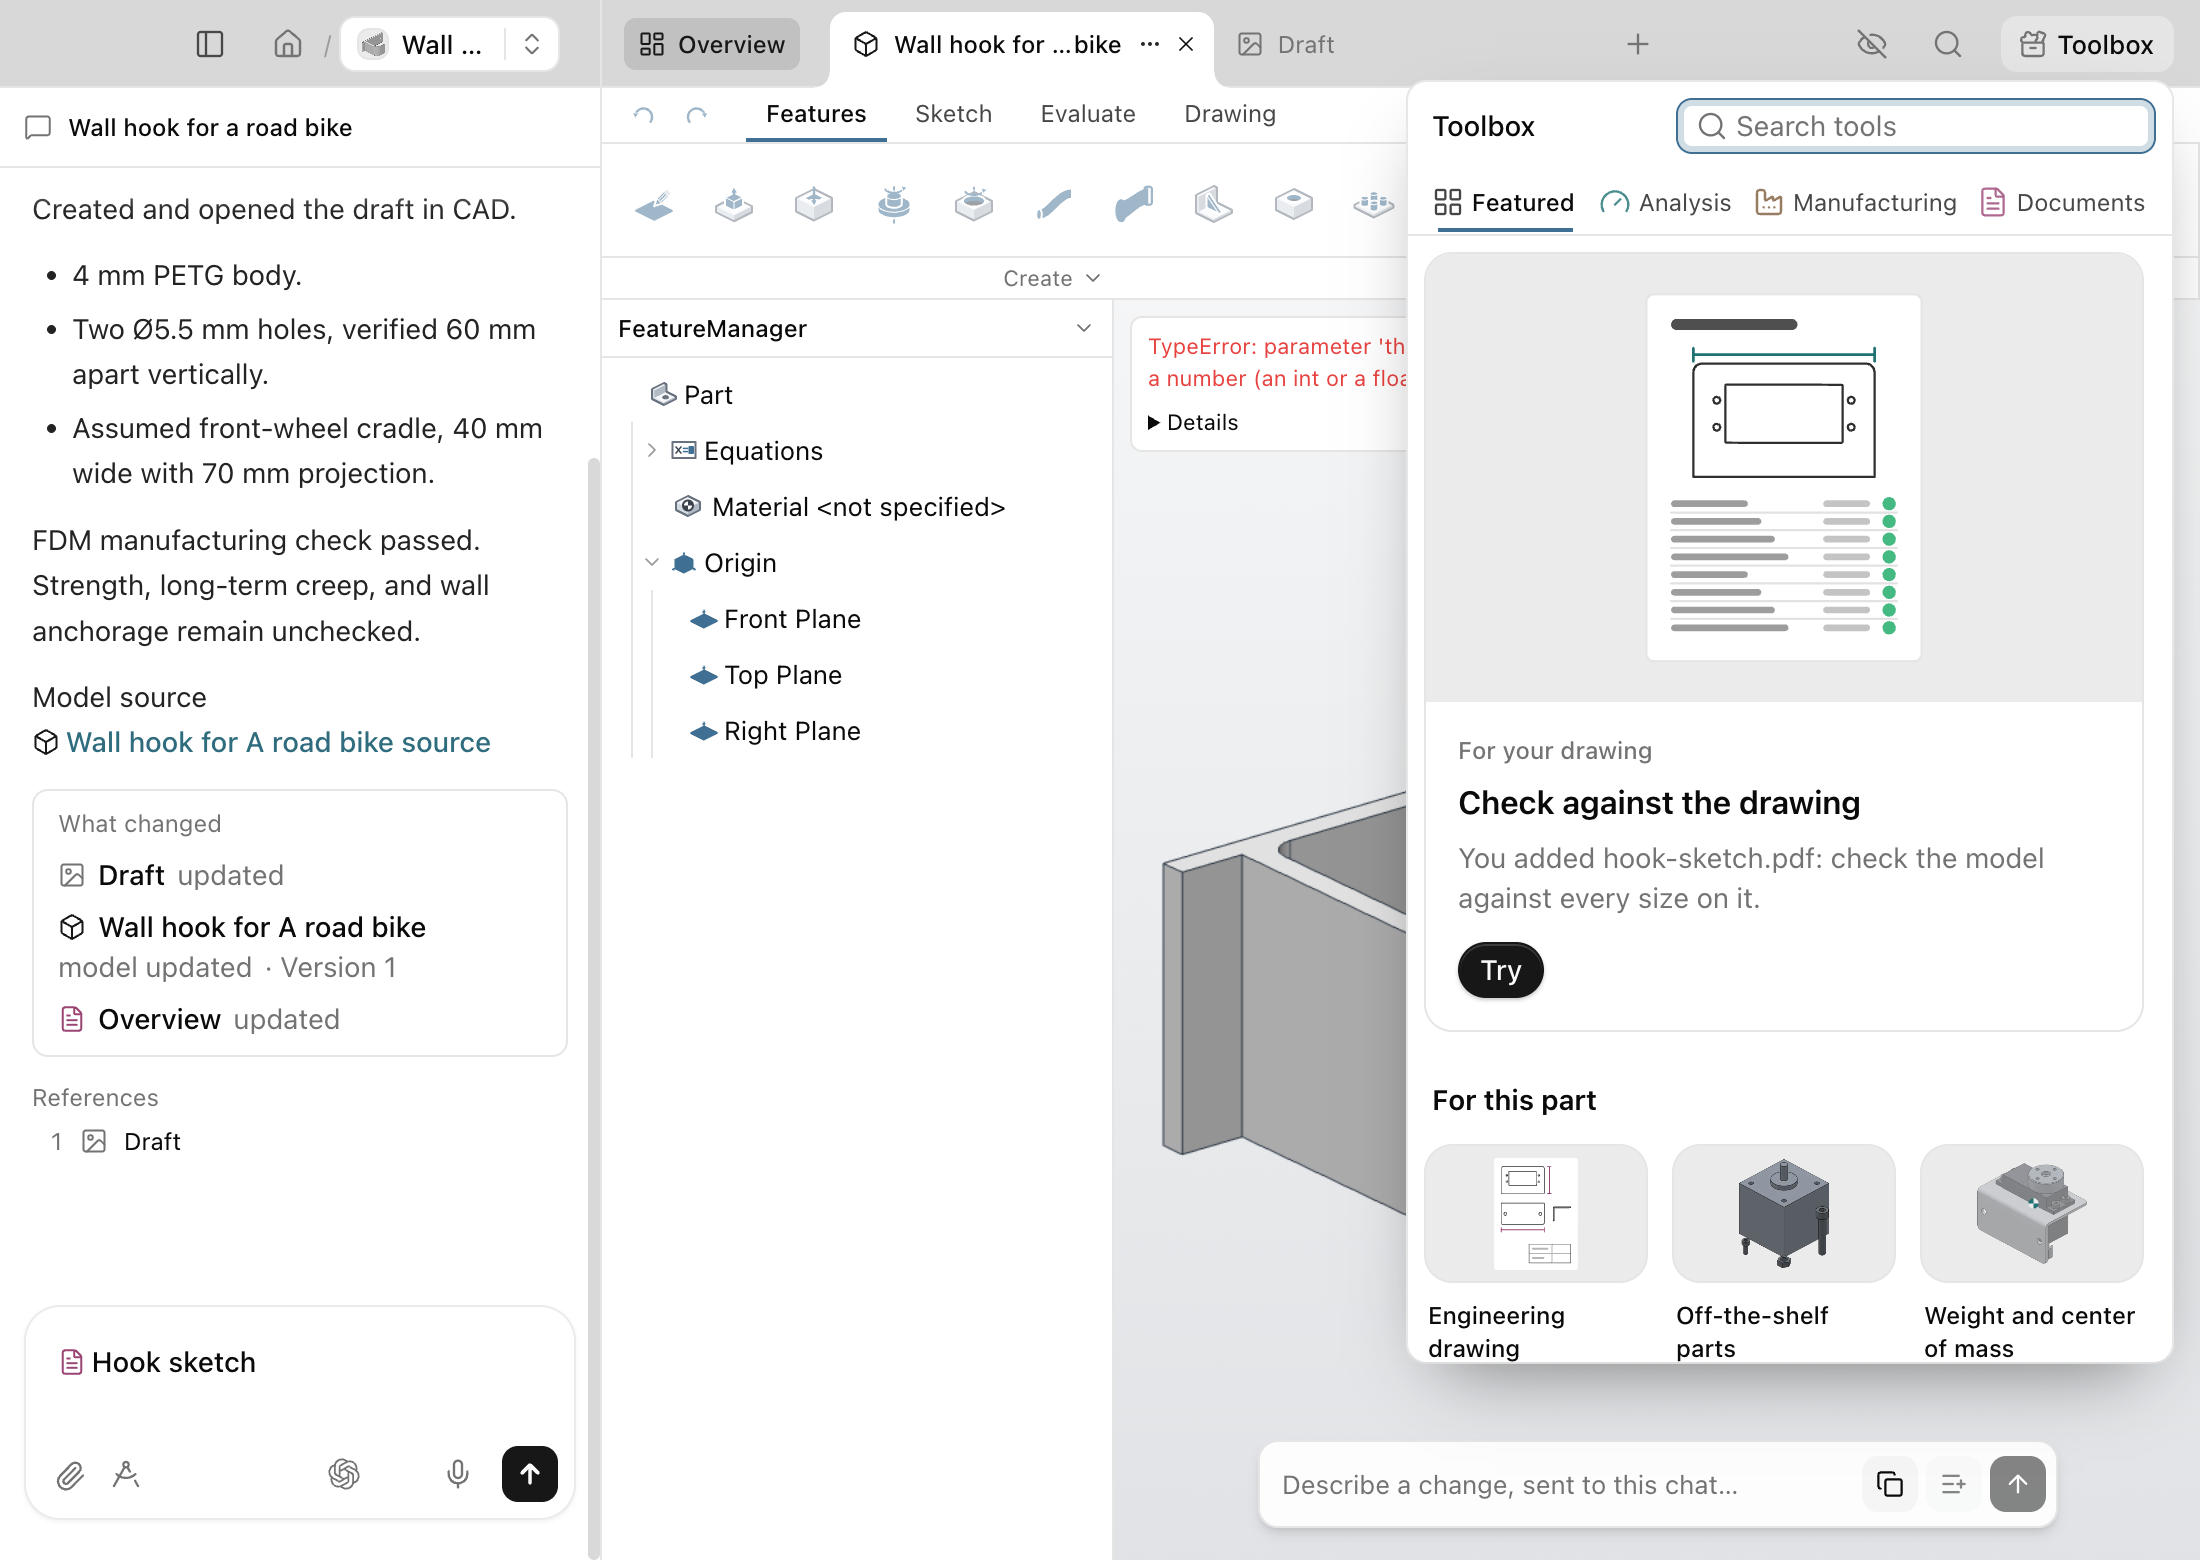 Wall ...
Overview
Wall hook for ...bike
Draft
Toolbox
Wall hook for a road bike
Created and opened the draft in CAD.
4 mm PETG body.
Two Ø5.5 mm holes, verified 60 mm
apart vertically.
Assumed front-wheel cradle, 40 mm
wide with 70 mm projection.
FDM manufacturing check passed.
Strength, long-term creep, and wall
anchorage remain unchecked.
Model source
Wall hook for A road bike source
What changed
Draft updated
Wall hook for A road bike
model updated · Version 1
Overview updated
References
1 Draft
Hook sketch
Features
Sketch
Evaluate
Drawing
Create
FeatureManager
Part
Equations
Material <not specified>
Origin
Front Plane
Top Plane
Right Plane
TypeError: parameter 'th
a number (an int or a floa
Details
Toolbox
Search tools
Featured
Analysis
Manufacturing
Documents
For your drawing
Check against the drawing
You added hook-sketch.pdf: check the model
against every size on it.
Try
For this part
Engineering
drawing
Off-the-shelf
parts
Weight and center
of mass
Describe a change, sent to this chat...